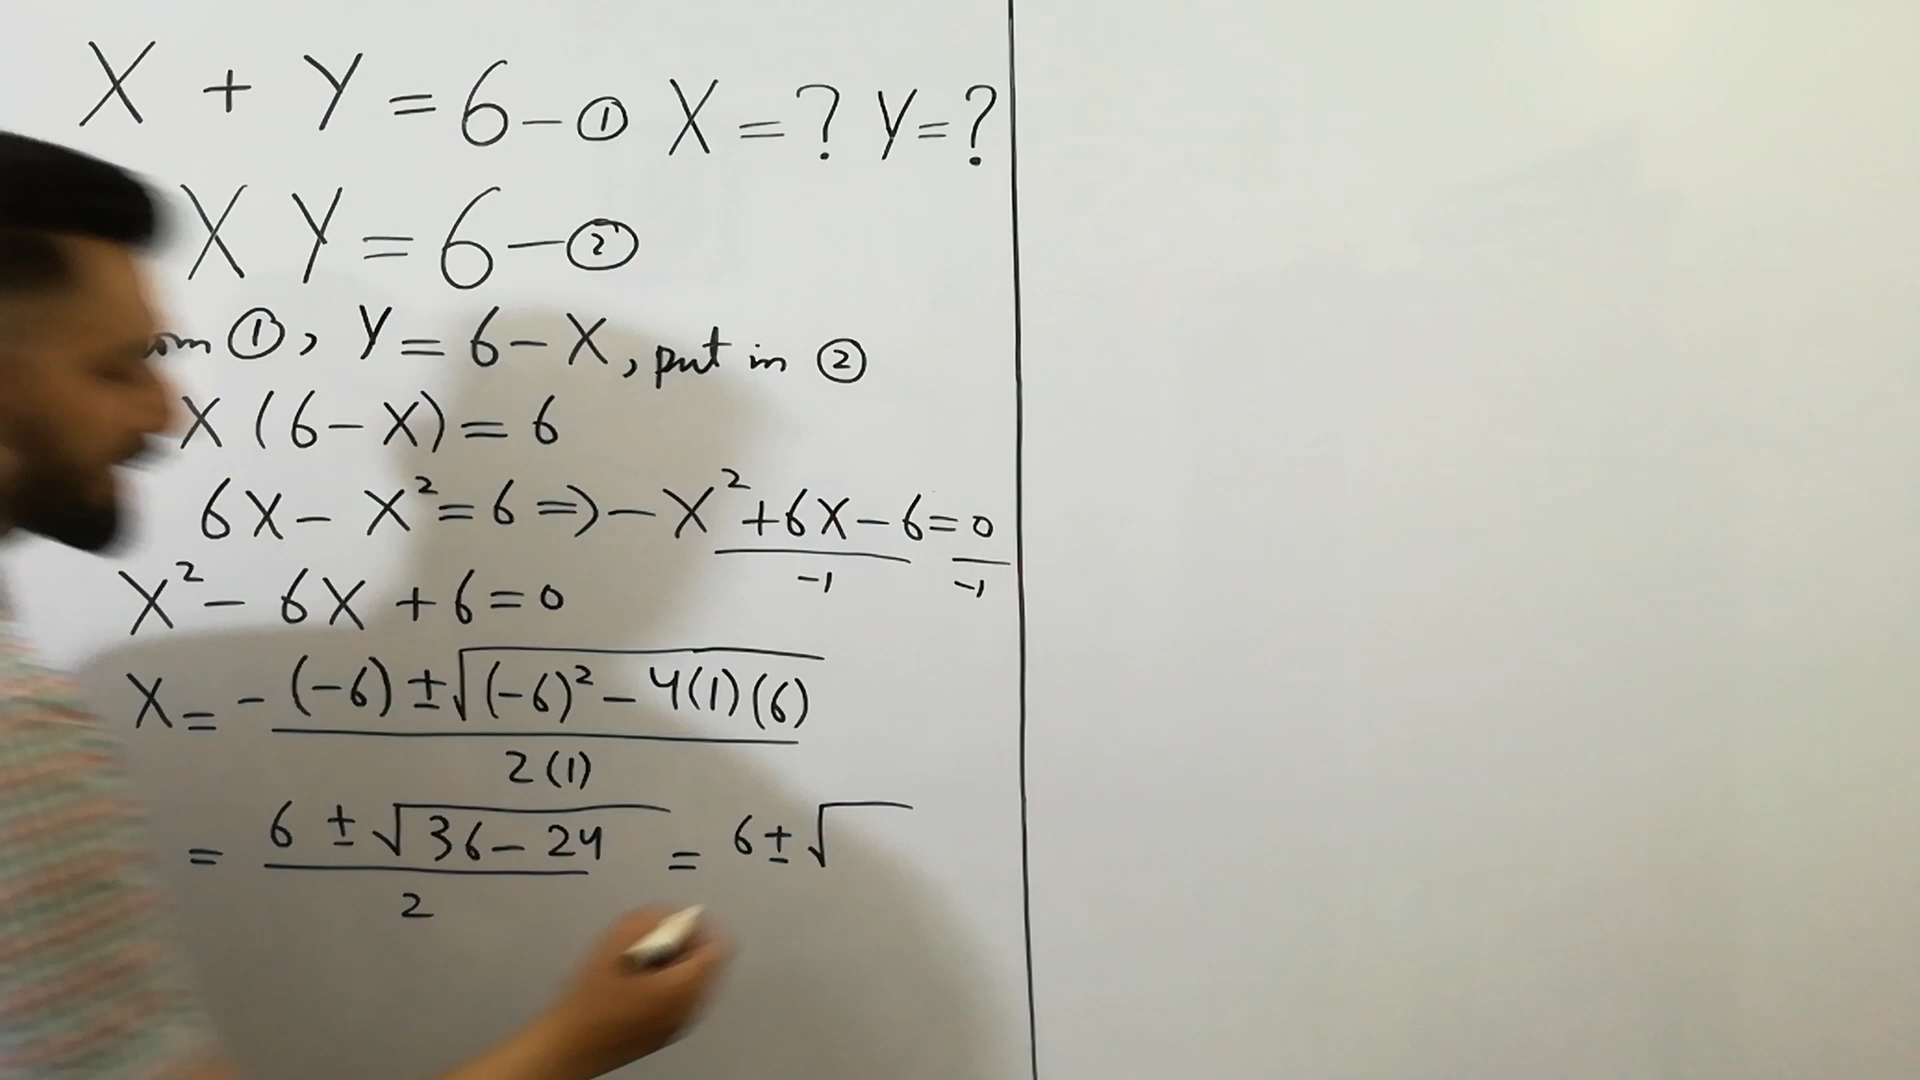 X + Y = 6 - ① X = ? Y = ?
X Y = 6 - ②
om ①, Y = 6 - X, put in ②
X (6 - X) = 6
6X - X² = 6 => - X² + 6X - 6 = 0
-1 -1
X² - 6X + 6 = 0
X = - (-6) ± √(-6)² - 4(1)(6)
2(1)
= 6 ± √36 - 24 = 6 ± √
2